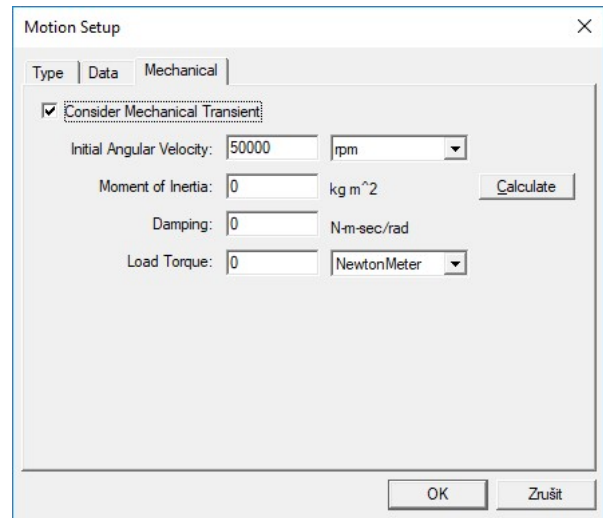 Motion Setup
Type Data Mechanical
Consider Mechanical Transient
Initial Angular Velocity: 50000 rpm
Moment of Inertia: 0 kg m^2 Calculate
Damping: 0 N-m-sec/rad
Load Torque: 0 NewtonMeter
OK Zrušit